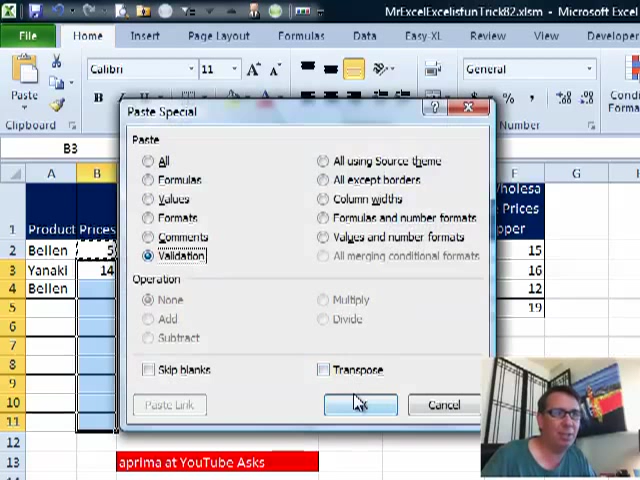 MrExcelExcelisfunTrick82.xlsm - Microsoft Excel
File Home Insert Page Layout Formulas Data Easy-XL Review View Developer
Calibri 11 General
Paste
Clipboard Number
B3
Paste Special
Paste
All All using Source theme
Formulas All except borders
Values Column widths
Formats Formulas and number formats
Comments Values and number formats
Validation All merging conditional formats
Operation
None Multiply
Add Divide
Subtract
Skip blanks Transpose
Paste Link Cancel
A B E
1 Product Prices
2 Bellen 5 15
3 Yanaki 14 16
4 Bellen 12
5 19
6
7
8
9
10
11
12
13 aprima at YouTube Asks